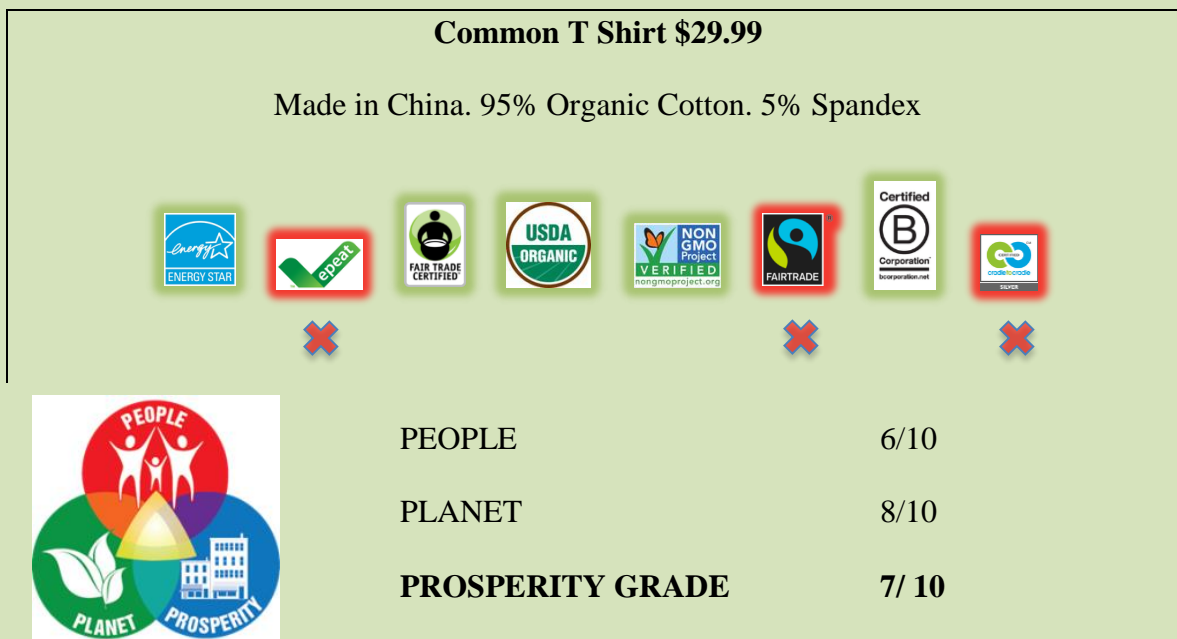 Common T Shirt $29.99
Made in China. 95% Organic Cotton. 5% Spandex
energy
ENERGY STAR
epeat
FAIR TRADE
CERTIFIED
USDA
ORGANIC
NON
GMO
Project
VERIFIED
nongmoproject.org
FAIRTRADE
®
Certified
B
Corporation
bcorporation.net
cradletocradle
SILVER
PEOPLE
PLANET
PROSPERITY
PEOPLE 6/10
PLANET 8/10
PROSPERITY GRADE 7/ 10